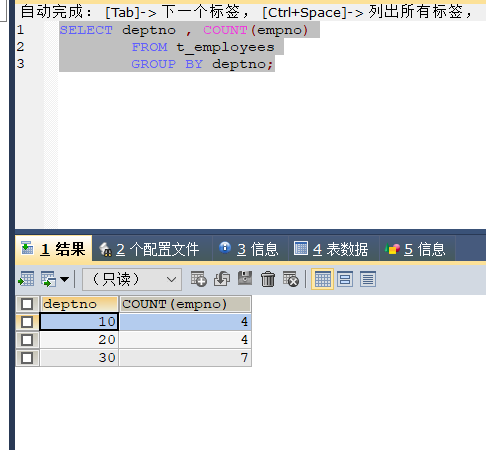 自动完成： [Tab]-> 下一个标签， [Ctrl+Space]-> 列出所有标签，
1 SELECT deptno , COUNT(empno)
2 FROM t_employees
3 GROUP BY deptno;
1 结果 2 个配置文件 3 信息 4 表数据 5 信息
（只读）
deptno COUNT(empno)
10 4
20 4
30 7